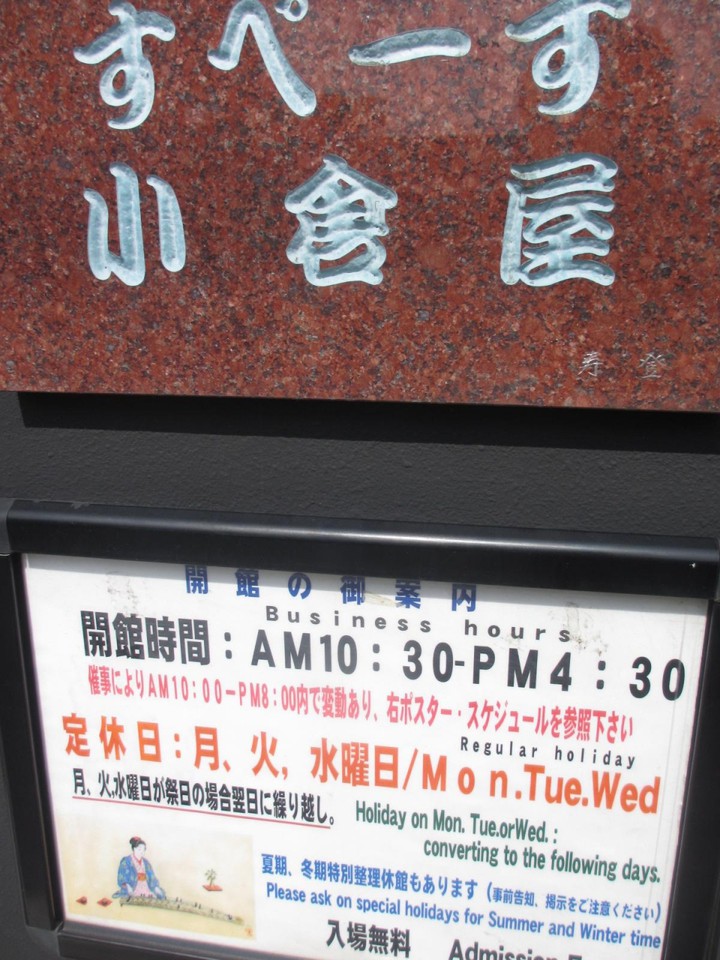 すぺーす
小倉屋
寿登
開館の御案内
Business hours
開館時間：AM10：30-PM4：30
催事によりAM10：00－PM8：00内で変動あり、右ポスター・スケジュールを参照下さい
Regular holiday
定休日：月、火，水曜日/Mon.Tue.Wed
月、火,水曜日が祭日の場合翌日に繰り越し。
Holiday on Mon. Tue.orWed. :
converting to the following days.
夏期、冬期特別整理休館もあります（事前告知、掲示をご注意ください）
Please ask on special holidays for Summer and Winter time
入場無料 Admission